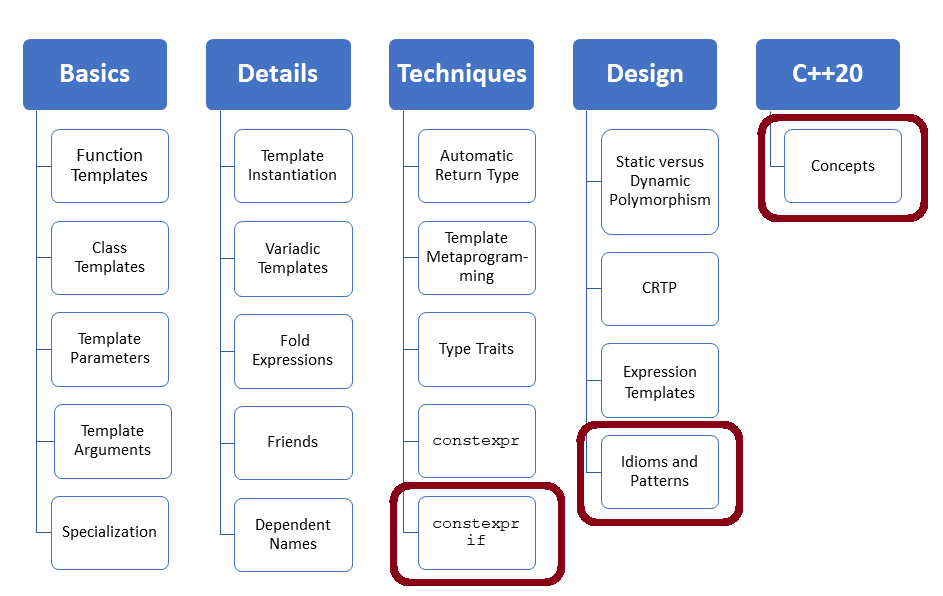 Basics
Function
Templates
Class
Templates
Template
Parameters
Template
Arguments
Specialization
Details
Template
Instantiation
Variadic
Templates
Fold
Expressions
Friends
Dependent
Names
Techniques
Automatic
Return Type
Template
Metaprogram-
ming
Type Traits
constexpr
constexpr
if
Design
Static versus
Dynamic
Polymorphism
CRTP
Expression
Templates
Idioms and
Patterns
C++20
Concepts